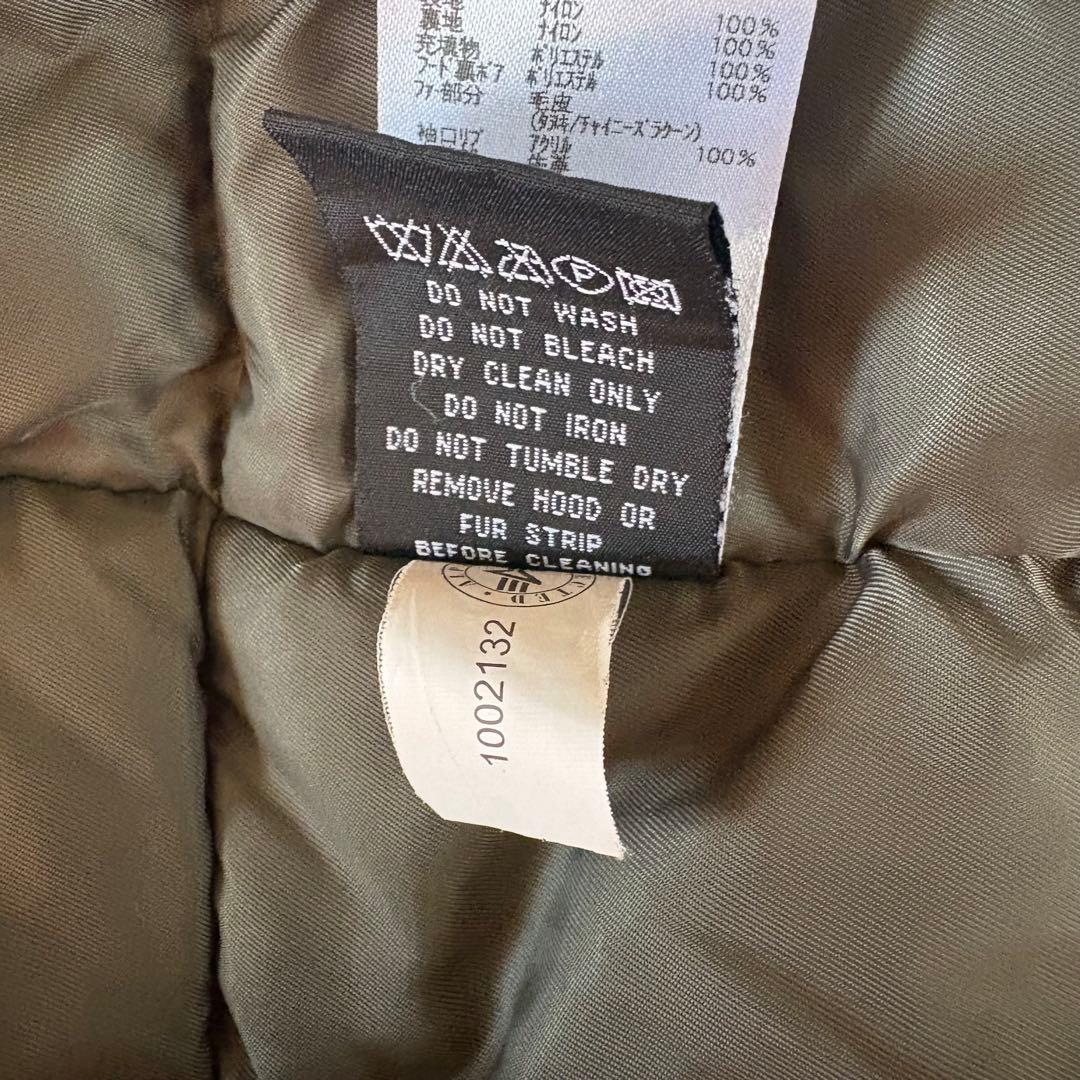 表地 ナイロン 100%
裏地 ナイロン 100%
充填物 ポリエステル 100%
フード裏ボア ポリエステル 100%
ファー部分 毛皮
(タヌキ/チャイニーズラクーン)
袖口リブ アクリル 100%
P
DO NOT WASH
DO NOT BLEACH
DRY CLEAN ONLY
DO NOT IRON
DO NOT TUMBLE DRY
REMOVE HOOD OR
FUR STRIP
BEFORE CLEANING
1002132